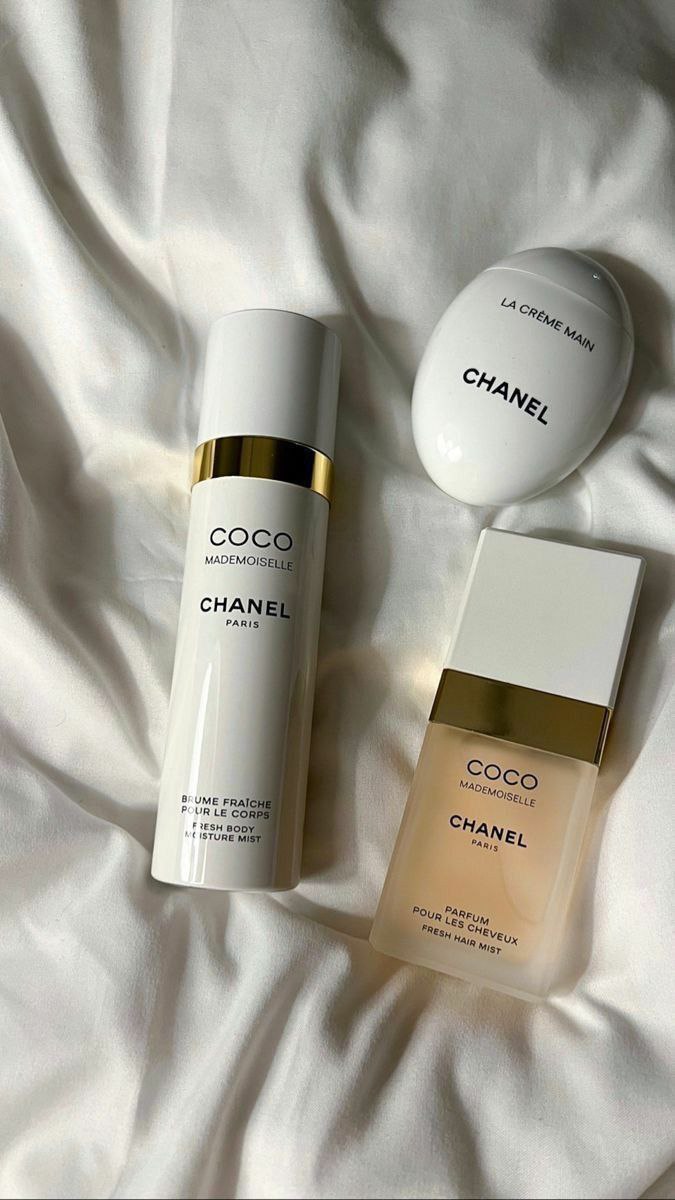 LA CRÈME MAIN
CHANEL
COCO
MADEMOISELLE
CHANEL
PARIS
BRUME FRAÎCHE
POUR LE CORPS
FRESH BODY
MOISTURE MIST
COCO
MADEMOISELLE
CHANEL
PARIS
PARFUM
POUR LES CHEVEUX
FRESH HAIR MIST